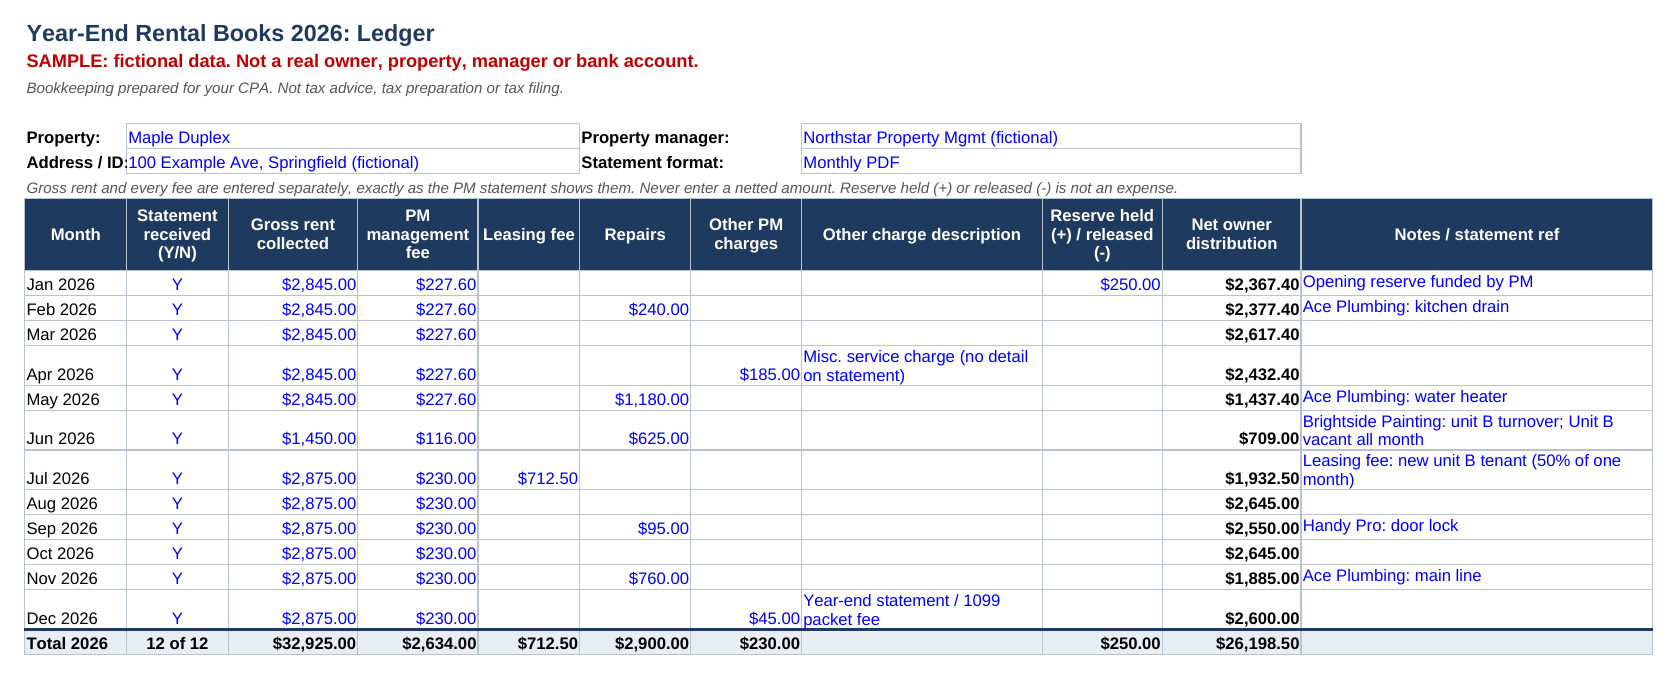 Year-End Rental Books 2026: Ledger
SAMPLE: fictional data. Not a real owner, property, manager or bank account.
Bookkeeping prepared for your CPA. Not tax advice, tax preparation or tax filing.
Property: Maple Duplex Property manager: Northstar Property Mgmt (fictional)
Address / ID: 100 Example Ave, Springfield (fictional) Statement format: Monthly PDF
Gross rent and every fee are entered separately, exactly as the PM statement shows them. Never enter a netted amount. Reserve held (+) or released (-) is not an expense.
Month Statement received (Y/N) Gross rent collected PM management fee Leasing fee Repairs Other PM charges Other charge description Reserve held (+) / released (-) Net owner distribution Notes / statement ref
Jan 2026 Y $2,845.00 $227.60 $250.00 $2,367.40 Opening reserve funded by PM
Feb 2026 Y $2,845.00 $227.60 $240.00 $2,377.40 Ace Plumbing: kitchen drain
Mar 2026 Y $2,845.00 $227.60 $2,617.40
Apr 2026 Y $2,845.00 $227.60 $185.00 Misc. service charge (no detail on statement) $2,432.40
May 2026 Y $2,845.00 $227.60 $1,180.00 $1,437.40 Ace Plumbing: water heater
Jun 2026 Y $1,450.00 $116.00 $625.00 $709.00 Brightside Painting: unit B turnover; Unit B vacant all month
Jul 2026 Y $2,875.00 $230.00 $712.50 $1,932.50 Leasing fee: new unit B tenant (50% of one month)
Aug 2026 Y $2,875.00 $230.00 $2,645.00
Sep 2026 Y $2,875.00 $230.00 $95.00 $2,550.00 Handy Pro: door lock
Oct 2026 Y $2,875.00 $230.00 $2,645.00
Nov 2026 Y $2,875.00 $230.00 $760.00 $1,885.00 Ace Plumbing: main line
Dec 2026 Y $2,875.00 $230.00 $45.00 Year-end statement / 1099 packet fee $2,600.00
Total 2026 12 of 12 $32,925.00 $2,634.00 $712.50 $2,900.00 $230.00 $250.00 $26,198.50